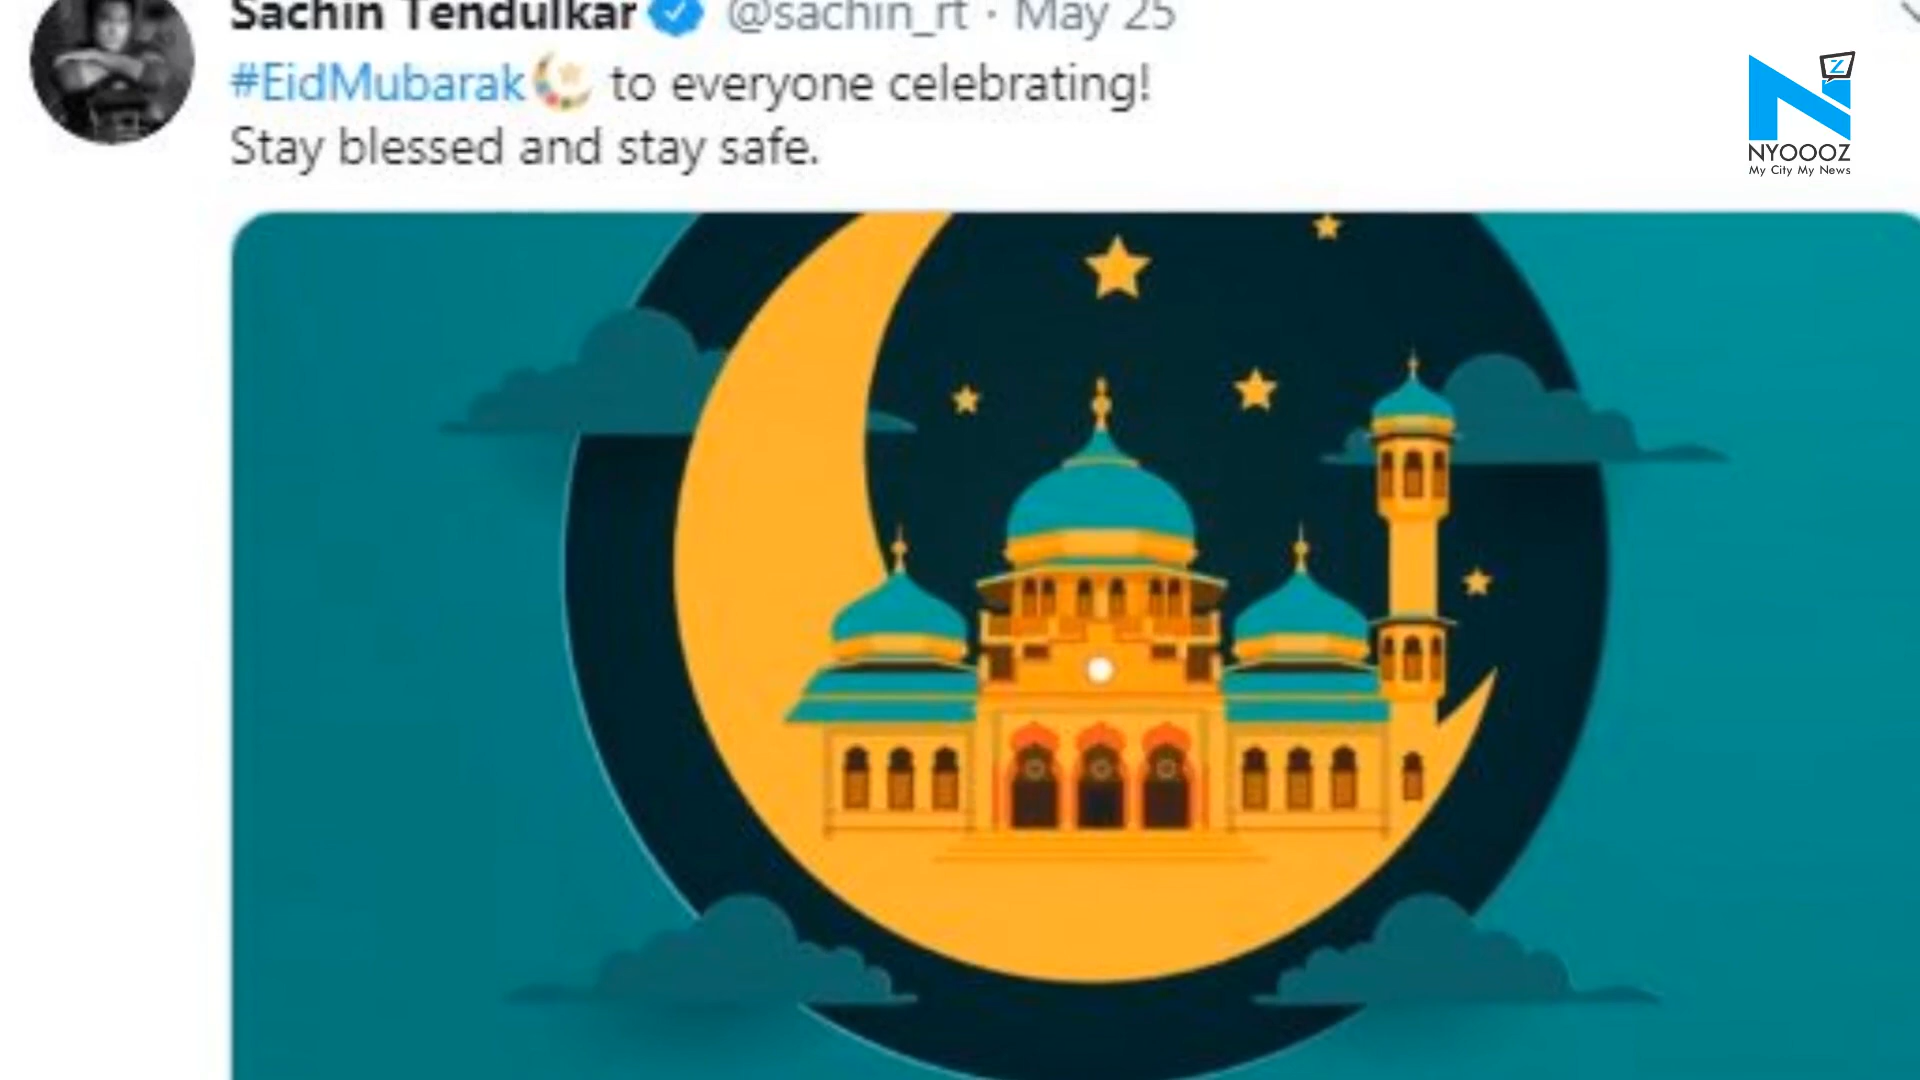 Sachin Tendulkar @sachin_rt · May 25
#EidMubarak to everyone celebrating!
Stay blessed and stay safe.
Z
NYOOOZ
My City My News